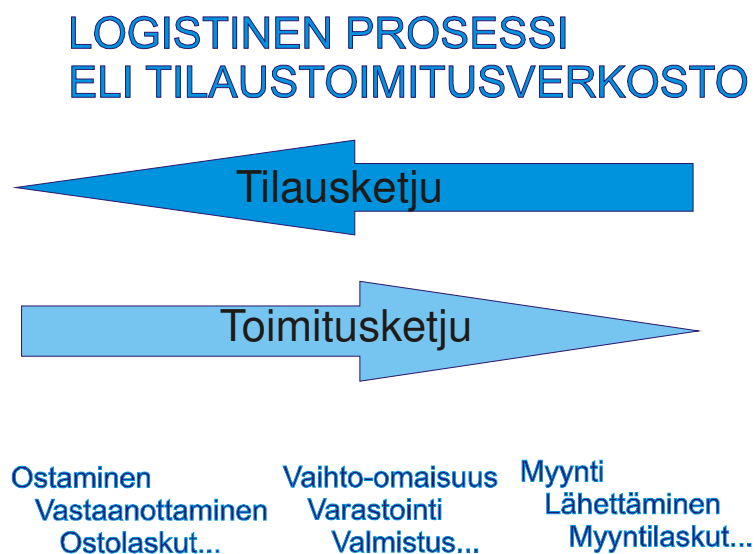 LOGISTINEN PROSESSI
ELI TILAUSTOIMITUSVERKOSTO
Tilausketju
Toimitusketju
Ostaminen
Vastaanottaminen
Ostolaskut...
Vaihto-omaisuus
Varastointi
Valmistus...
Myynti
Lähettäminen
Myyntilaskut...